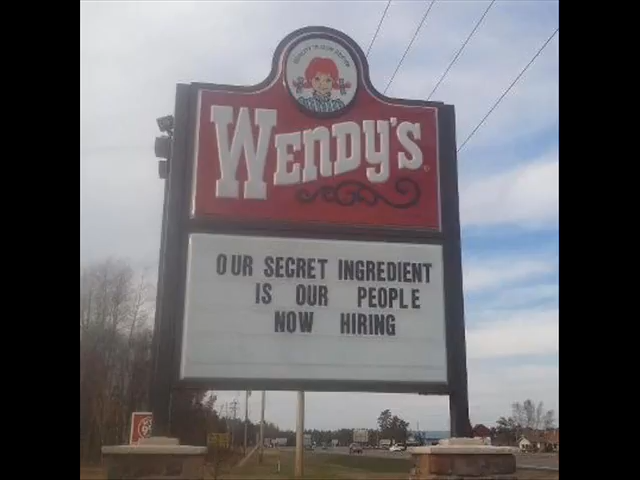 WENDY'S
OUR SECRET INGREDIENT
IS OUR PEOPLE
NOW HIRING